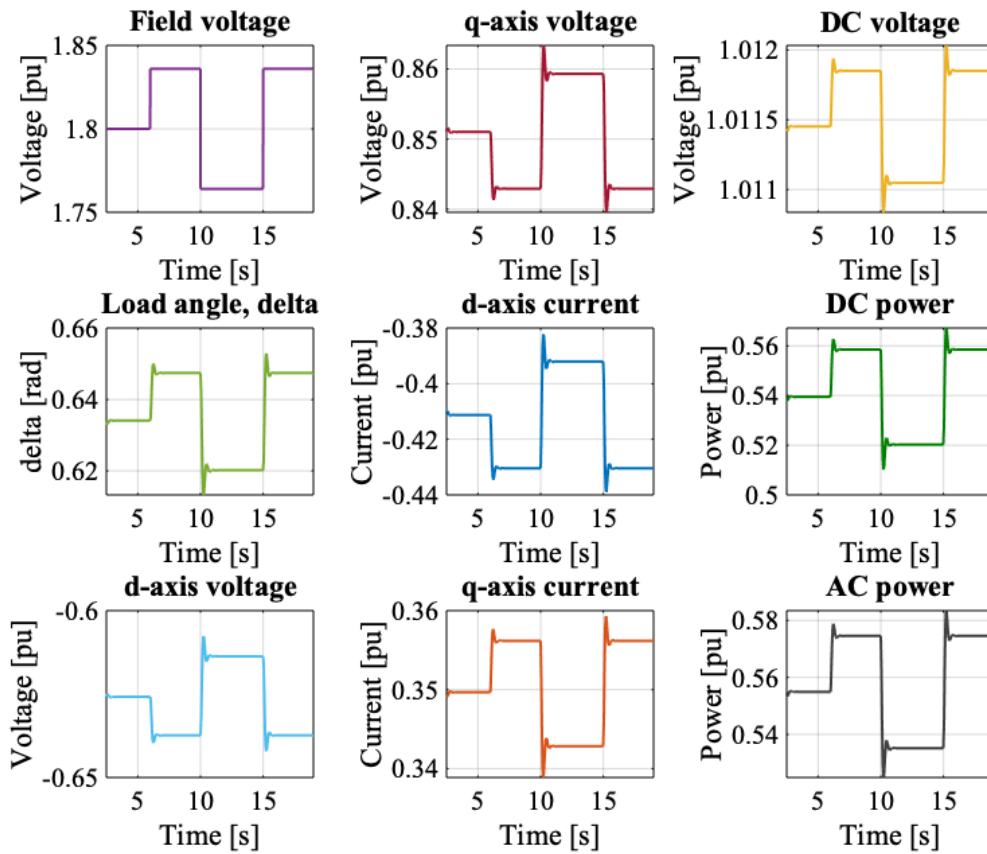 Field voltage
Voltage [pu]
1.85
1.8
1.75
5 10 15
Time [s]
q-axis voltage
Voltage [pu]
0.86
0.85
0.84
5 10 15
Time [s]
DC voltage
Voltage [pu]
1.012
1.0115
1.011
5 10 15
Time [s]
Load angle, delta
delta [rad]
0.66
0.64
0.62
5 10 15
Time [s]
d-axis current
Current [pu]
-0.38
-0.4
-0.42
-0.44
5 10 15
Time [s]
DC power
Power [pu]
0.56
0.54
0.52
0.5
5 10 15
Time [s]
d-axis voltage
Voltage [pu]
-0.6
-0.65
5 10 15
Time [s]
q-axis current
Current [pu]
0.36
0.35
0.34
5 10 15
Time [s]
AC power
Power [pu]
0.58
0.56
0.54
5 10 15
Time [s]